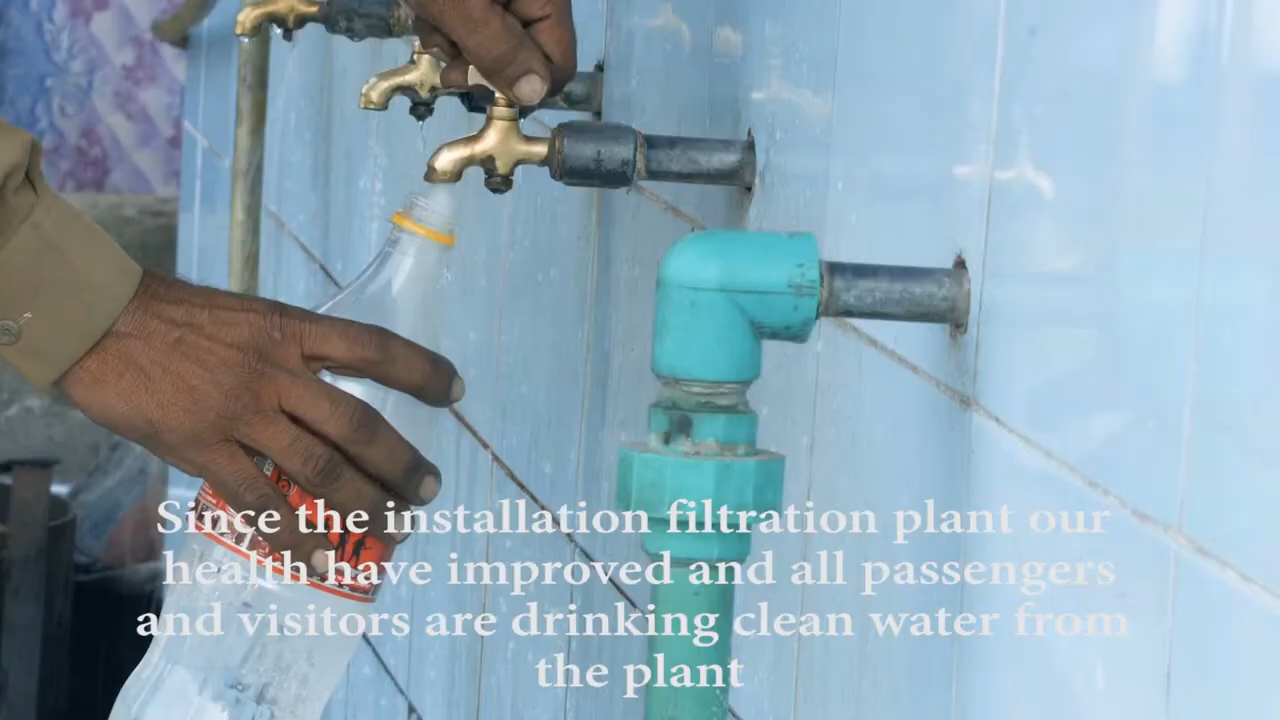 Since the installation filtration plant our
health have improved and all passengers
and visitors are drinking clean water from
the plant